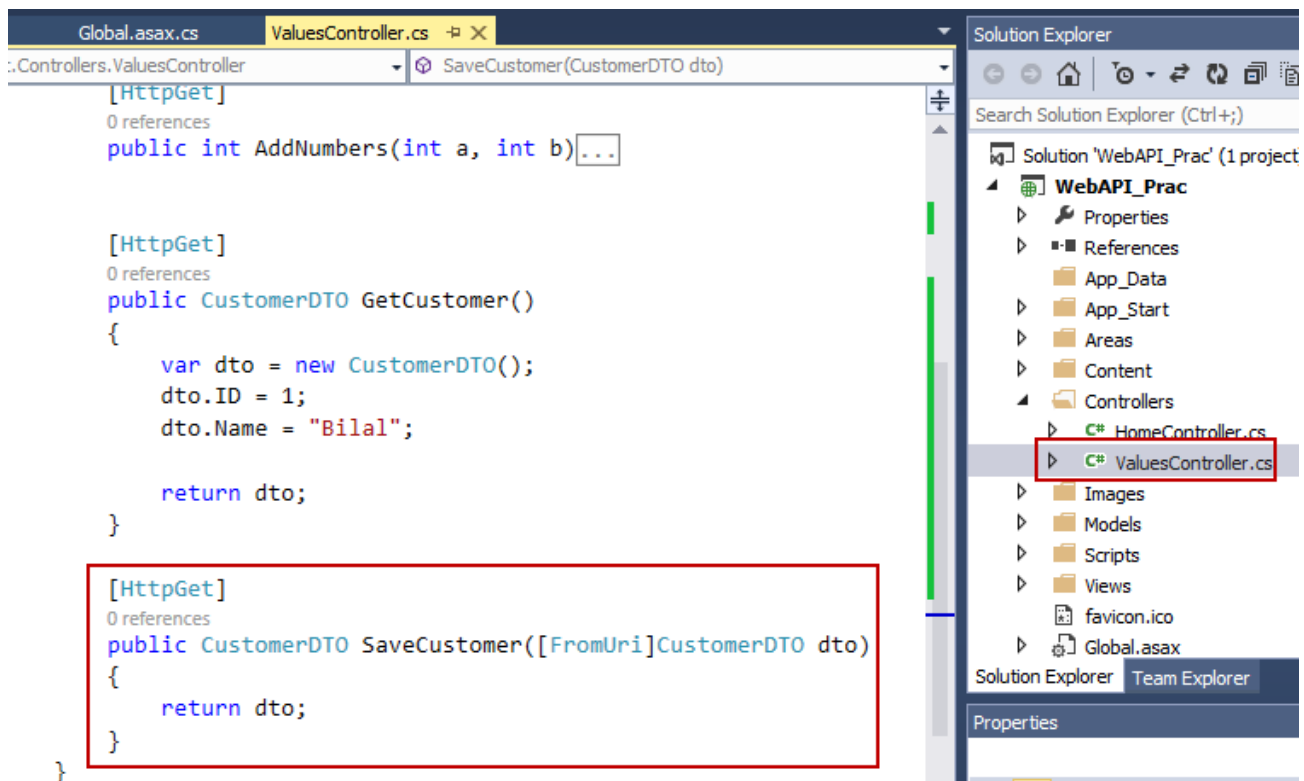 Global.asax.cs
ValuesController.cs
:.Controllers.ValuesController
SaveCustomer(CustomerDTO dto)
[HttpGet]
0 references
public int AddNumbers(int a, int b)...
[HttpGet]
0 references
public CustomerDTO GetCustomer()
{
var dto = new CustomerDTO();
dto.ID = 1;
dto.Name = "Bilal";
return dto;
}
[HttpGet]
0 references
public CustomerDTO SaveCustomer([FromUri]CustomerDTO dto)
{
return dto;
}
}
Solution Explorer
Search Solution Explorer (Ctrl+;)
Solution 'WebAPI_Prac' (1 project
WebAPI_Prac
Properties
References
App_Data
App_Start
Areas
Content
Controllers
C# HomeController.cs
C# ValuesController.cs
Images
Models
Scripts
Views
favicon.ico
Global.asax
Solution Explorer Team Explorer
Properties